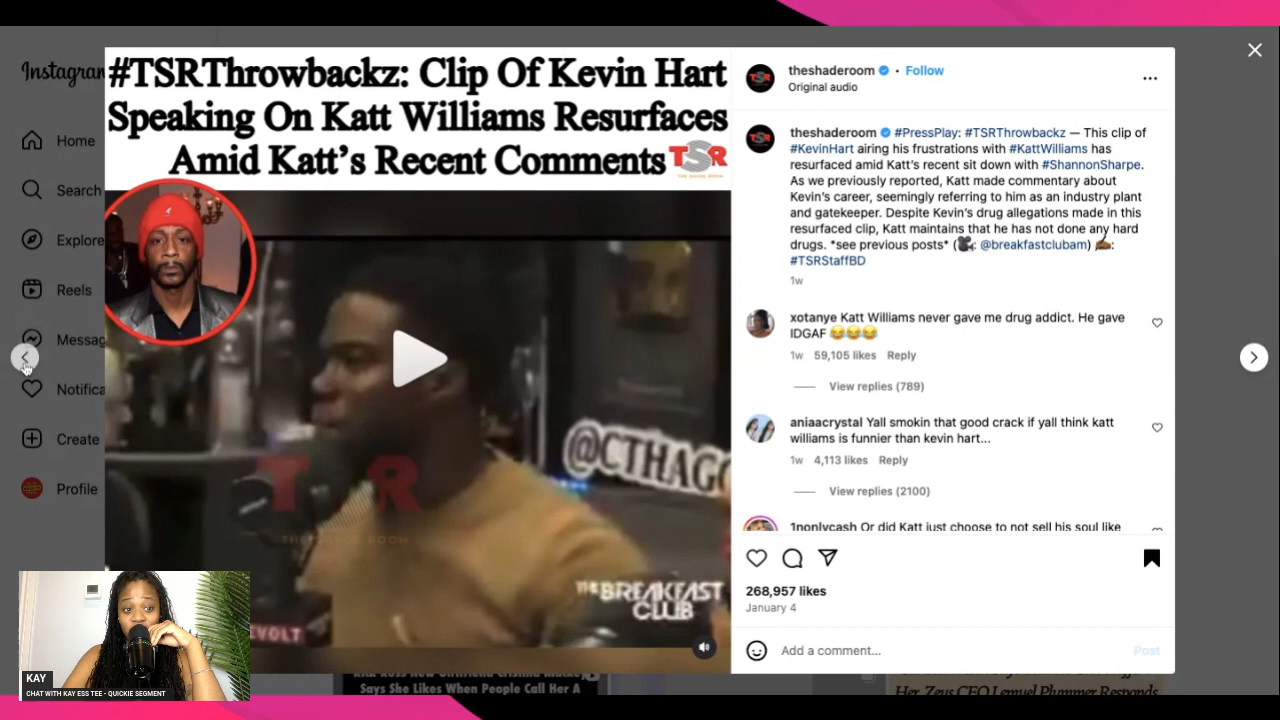 Instagram
Home
Search
Explore
Reels
Messag
Notifica
Create
Profile
#TSRThrowbackz: Clip Of Kevin Hart
Speaking On Katt Williams Resurfaces
Amid Katt's Recent Comments
TSR
THE SHADE ROOM
@CTHAGO
TSR
THE SHADE ROOM
THE BREAKFAST
CLUB
REVOLT
theshaderoom • Follow
Original audio
theshaderoom #PressPlay: #TSRThrowbackz — This clip of
#KevinHart airing his frustrations with #KattWilliams has
resurfaced amid Katt's recent sit down with #ShannonSharpe.
As we previously reported, Katt made commentary about
Kevin's career, seemingly referring to him as an industry plant
and gatekeeper. Despite Kevin's drug allegations made in this
resurfaced clip, Katt maintains that he has not done any hard
drugs. *see previous posts* (🎥: @breakfastclubam) ✍🏾:
#TSRStaffBD
1w
xotanye Katt Williams never gave me drug addict. He gave
IDGAF 😂😂😂
1w 59,105 likes Reply
View replies (789)
aniaacrystal Yall smokin that good crack if yall think katt
williams is funnier than kevin hart...
1w 4,113 likes Reply
View replies (2100)
1nonlycash Or did Katt just choose to not sell his soul like
268,957 likes
January 4
Add a comment... Post
KAY
CHAT WITH KAY ESS TEE - QUICKIE SEGMENT
Says She Likes When People Call Her A
Her, Zeus CEO Lemuel Plummer Responds